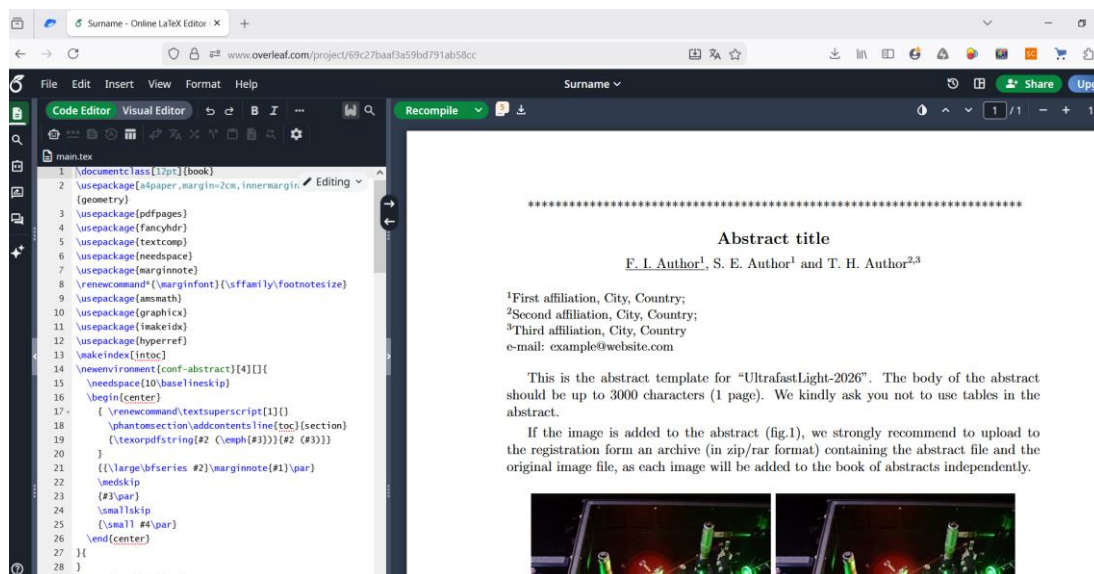 Surname - Online LaTeX Editor
www.overleaf.com/project/69c27baaf3a59bd791ab58cc
File Edit Insert View Format Help
Surname
Share
Code Editor Visual Editor
B I
Recompile
3
1 / 1
main.tex
Editing
1 \documentclass[12pt]{book}
2 \usepackage[a4paper,margin=2cm,innermargin
{geometry}
3 \usepackage{pdfpages}
4 \usepackage{fancyhdr}
5 \usepackage{textcomp}
6 \usepackage{needspace}
7 \usepackage{marginnote}
8 \renewcommand*{\marginfont}{\sffamily\footnotesize}
9 \usepackage{amsmath}
10 \usepackage{graphicx}
11 \usepackage{imakeidx}
12 \usepackage{hyperref}
13 \makeindex[intoc]
14 \newenvironment{conf-abstract}[4][]{
15 \needspace{10\baselineskip}
16 \begin{center}
17 { \renewcommand\textsuperscript[1]{}
18 \phantomsection\addcontentsline{toc}{section}
19 {\texorpdfstring{#2 (\emph{#3})}{#2 (#3)}}
20 }
21 {{\large\bfseries #2}\marginnote{#1}\par}
22 \medskip
23 {#3\par}
24 \smallskip
25 {\small #4\par}
26 \end{center}
27 }{
28 }
************************************************************************
Abstract title
F. I. Author1, S. E. Author1 and T. H. Author2,3
1First affiliation, City, Country;
2Second affiliation, City, Country;
3Third affiliation, City, Country
e-mail: example@website.com
This is the abstract template for “UltrafastLight-2026”. The body of the abstract
should be up to 3000 characters (1 page). We kindly ask you not to use tables in the
abstract.
If the image is added to the abstract (fig.1), we strongly recommend to upload to
the registration form an archive (in zip/rar format) containing the abstract file and the
original image file, as each image will be added to the book of abstracts independently.